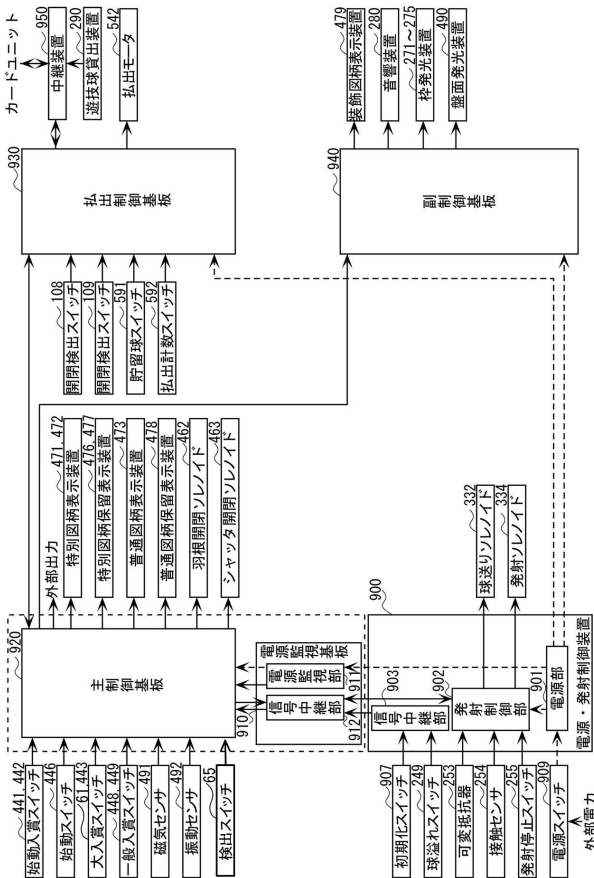 カードユニット
950
中継装置
290
遊技球貸出装置
542
払出モータ
930
払出制御基板
108
開閉検出スイッチ
109
開閉検出スイッチ
591
貯留球スイッチ
592
払出計数スイッチ
479
装飾図柄表示装置
280
音響装置
271～275
枠発光装置
490
盤面発光装置
940
副制御基板
外部出力
471,472
特別図柄表示装置
476,477
特別図柄保留表示装置
473
普通図柄表示装置
478
普通図柄保留表示装置
462
羽根開閉ソレノイド
463
シャッタ開閉ソレノイド
920
主制御基板
441,442
始動入賞スイッチ
446
始動スイッチ
61,443
大入賞スイッチ
448,449
一般入賞スイッチ
491
磁気センサ
492
振動センサ
65
検出スイッチ
910
電源監視基板
電源監視部
911
信号中継部
912
332
球送りソレノイド
334
発射ソレノイド
900
電源・発射制御装置
903
信号中継部
902
発射制御部
901
電源部
907
初期化スイッチ
249
球溢れスイッチ
253
可変抵抗器
254
接触センサ
255
発射停止スイッチ
909
電源スイッチ
外部電力